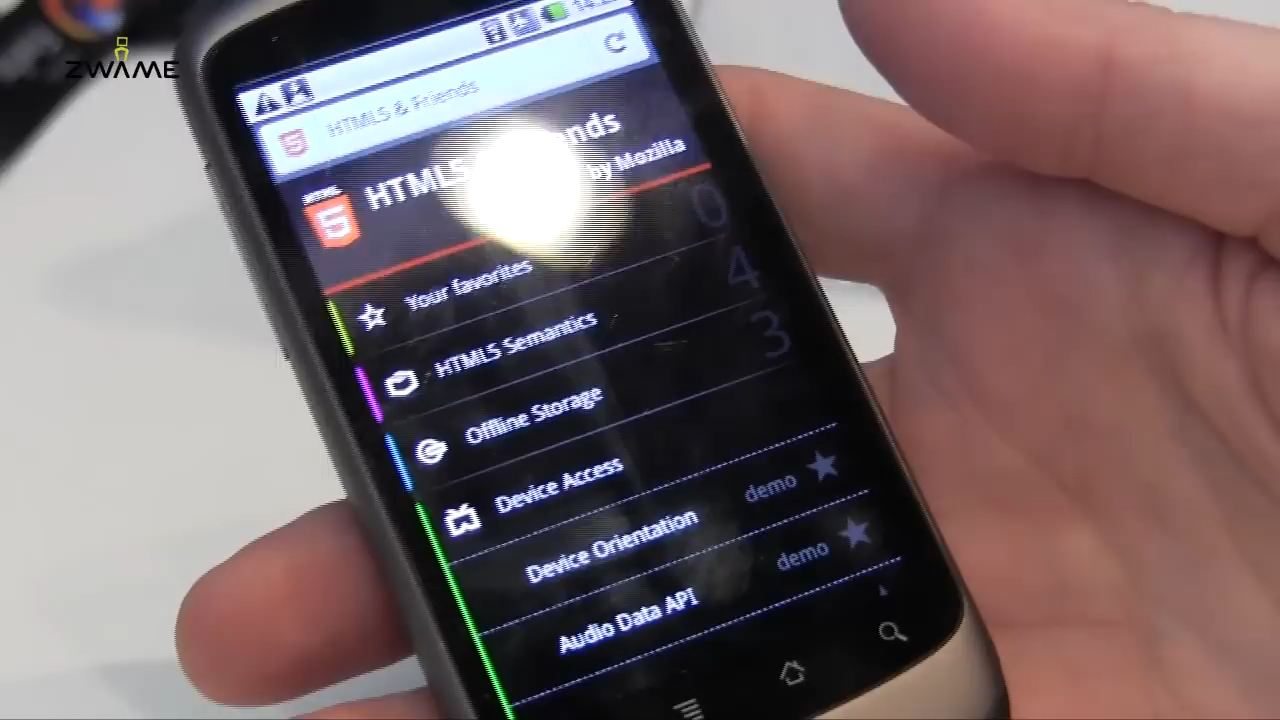 ZWAME
HTML5 & Friends
HTML5
by Mozilla
Your favorites
0
HTML5 Semantics
4
Offline Storage
3
Device Access
Device Orientation demo
Audio Data API demo